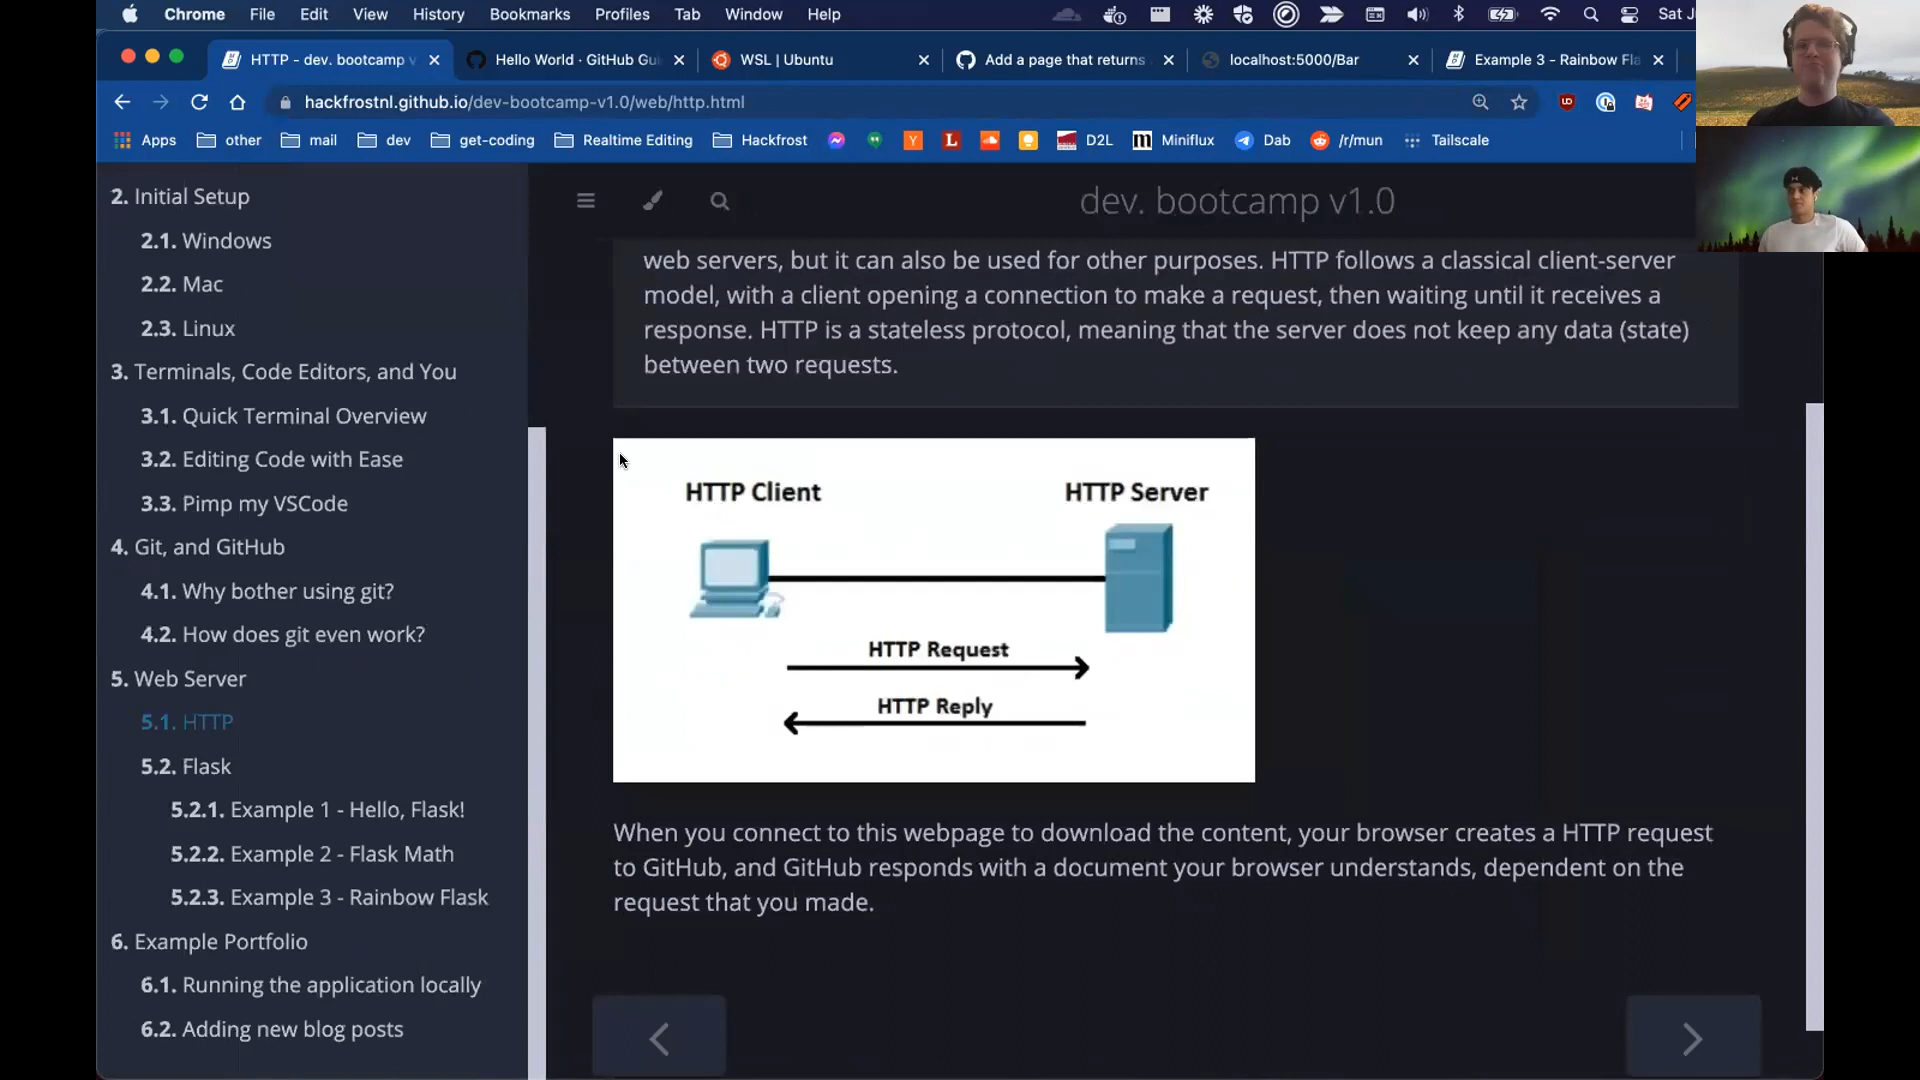 Chrome File Edit View History Bookmarks Profiles Tab Window Help Sat
HTTP - dev. bootcamp v Hello World · GitHub Gui WSL | Ubuntu Add a page that returns localhost:5000/Bar Example 3 - Rainbow Fla
hackfrostnl.github.io/dev-bootcamp-v1.0/web/http.html
Apps other mail dev get-coding Realtime Editing Hackfrost D2L Miniflux Dab /r/mun Tailscale
2. Initial Setup
2.1. Windows
2.2. Mac
2.3. Linux
3. Terminals, Code Editors, and You
3.1. Quick Terminal Overview
3.2. Editing Code with Ease
3.3. Pimp my VSCode
4. Git, and GitHub
4.1. Why bother using git?
4.2. How does git even work?
5. Web Server
5.1. HTTP
5.2. Flask
5.2.1. Example 1 - Hello, Flask!
5.2.2. Example 2 - Flask Math
5.2.3. Example 3 - Rainbow Flask
6. Example Portfolio
6.1. Running the application locally
6.2. Adding new blog posts
dev. bootcamp v1.0
web servers, but it can also be used for other purposes. HTTP follows a classical client-server
model, with a client opening a connection to make a request, then waiting until it receives a
response. HTTP is a stateless protocol, meaning that the server does not keep any data (state)
between two requests.
HTTP Client HTTP Server
HTTP Request
HTTP Reply
When you connect to this webpage to download the content, your browser creates a HTTP request
to GitHub, and GitHub responds with a document your browser understands, dependent on the
request that you made.